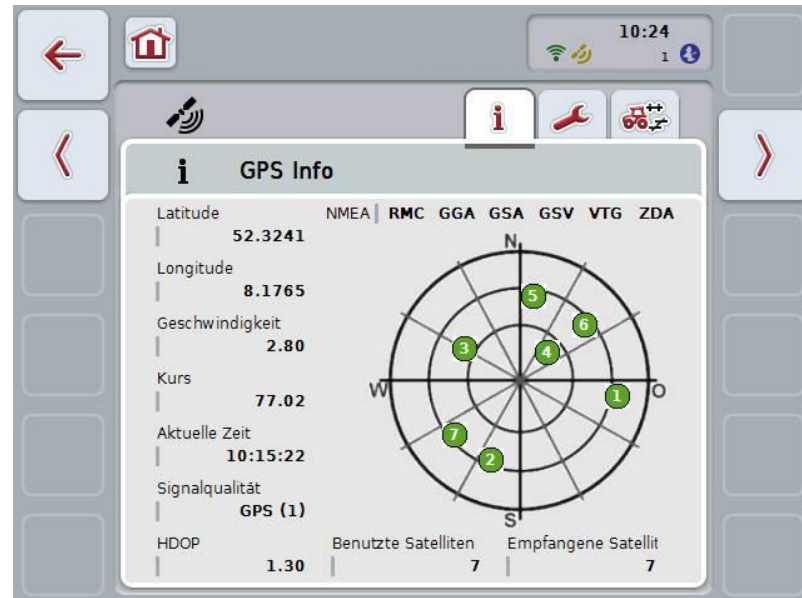 10:24
1
i
i GPS Info
Latitude
52.3241
NMEA RMC GGA GSA GSV VTG ZDA
Longitude
8.1765
Geschwindigkeit
2.80
Kurs
77.02
Aktuelle Zeit
10:15:22
Signalqualität
GPS (1)
HDOP
1.30
N
5
6
3
4
W
O
1
7
2
S
Benutzte Satelliten
7
Empfangene Satellit
7